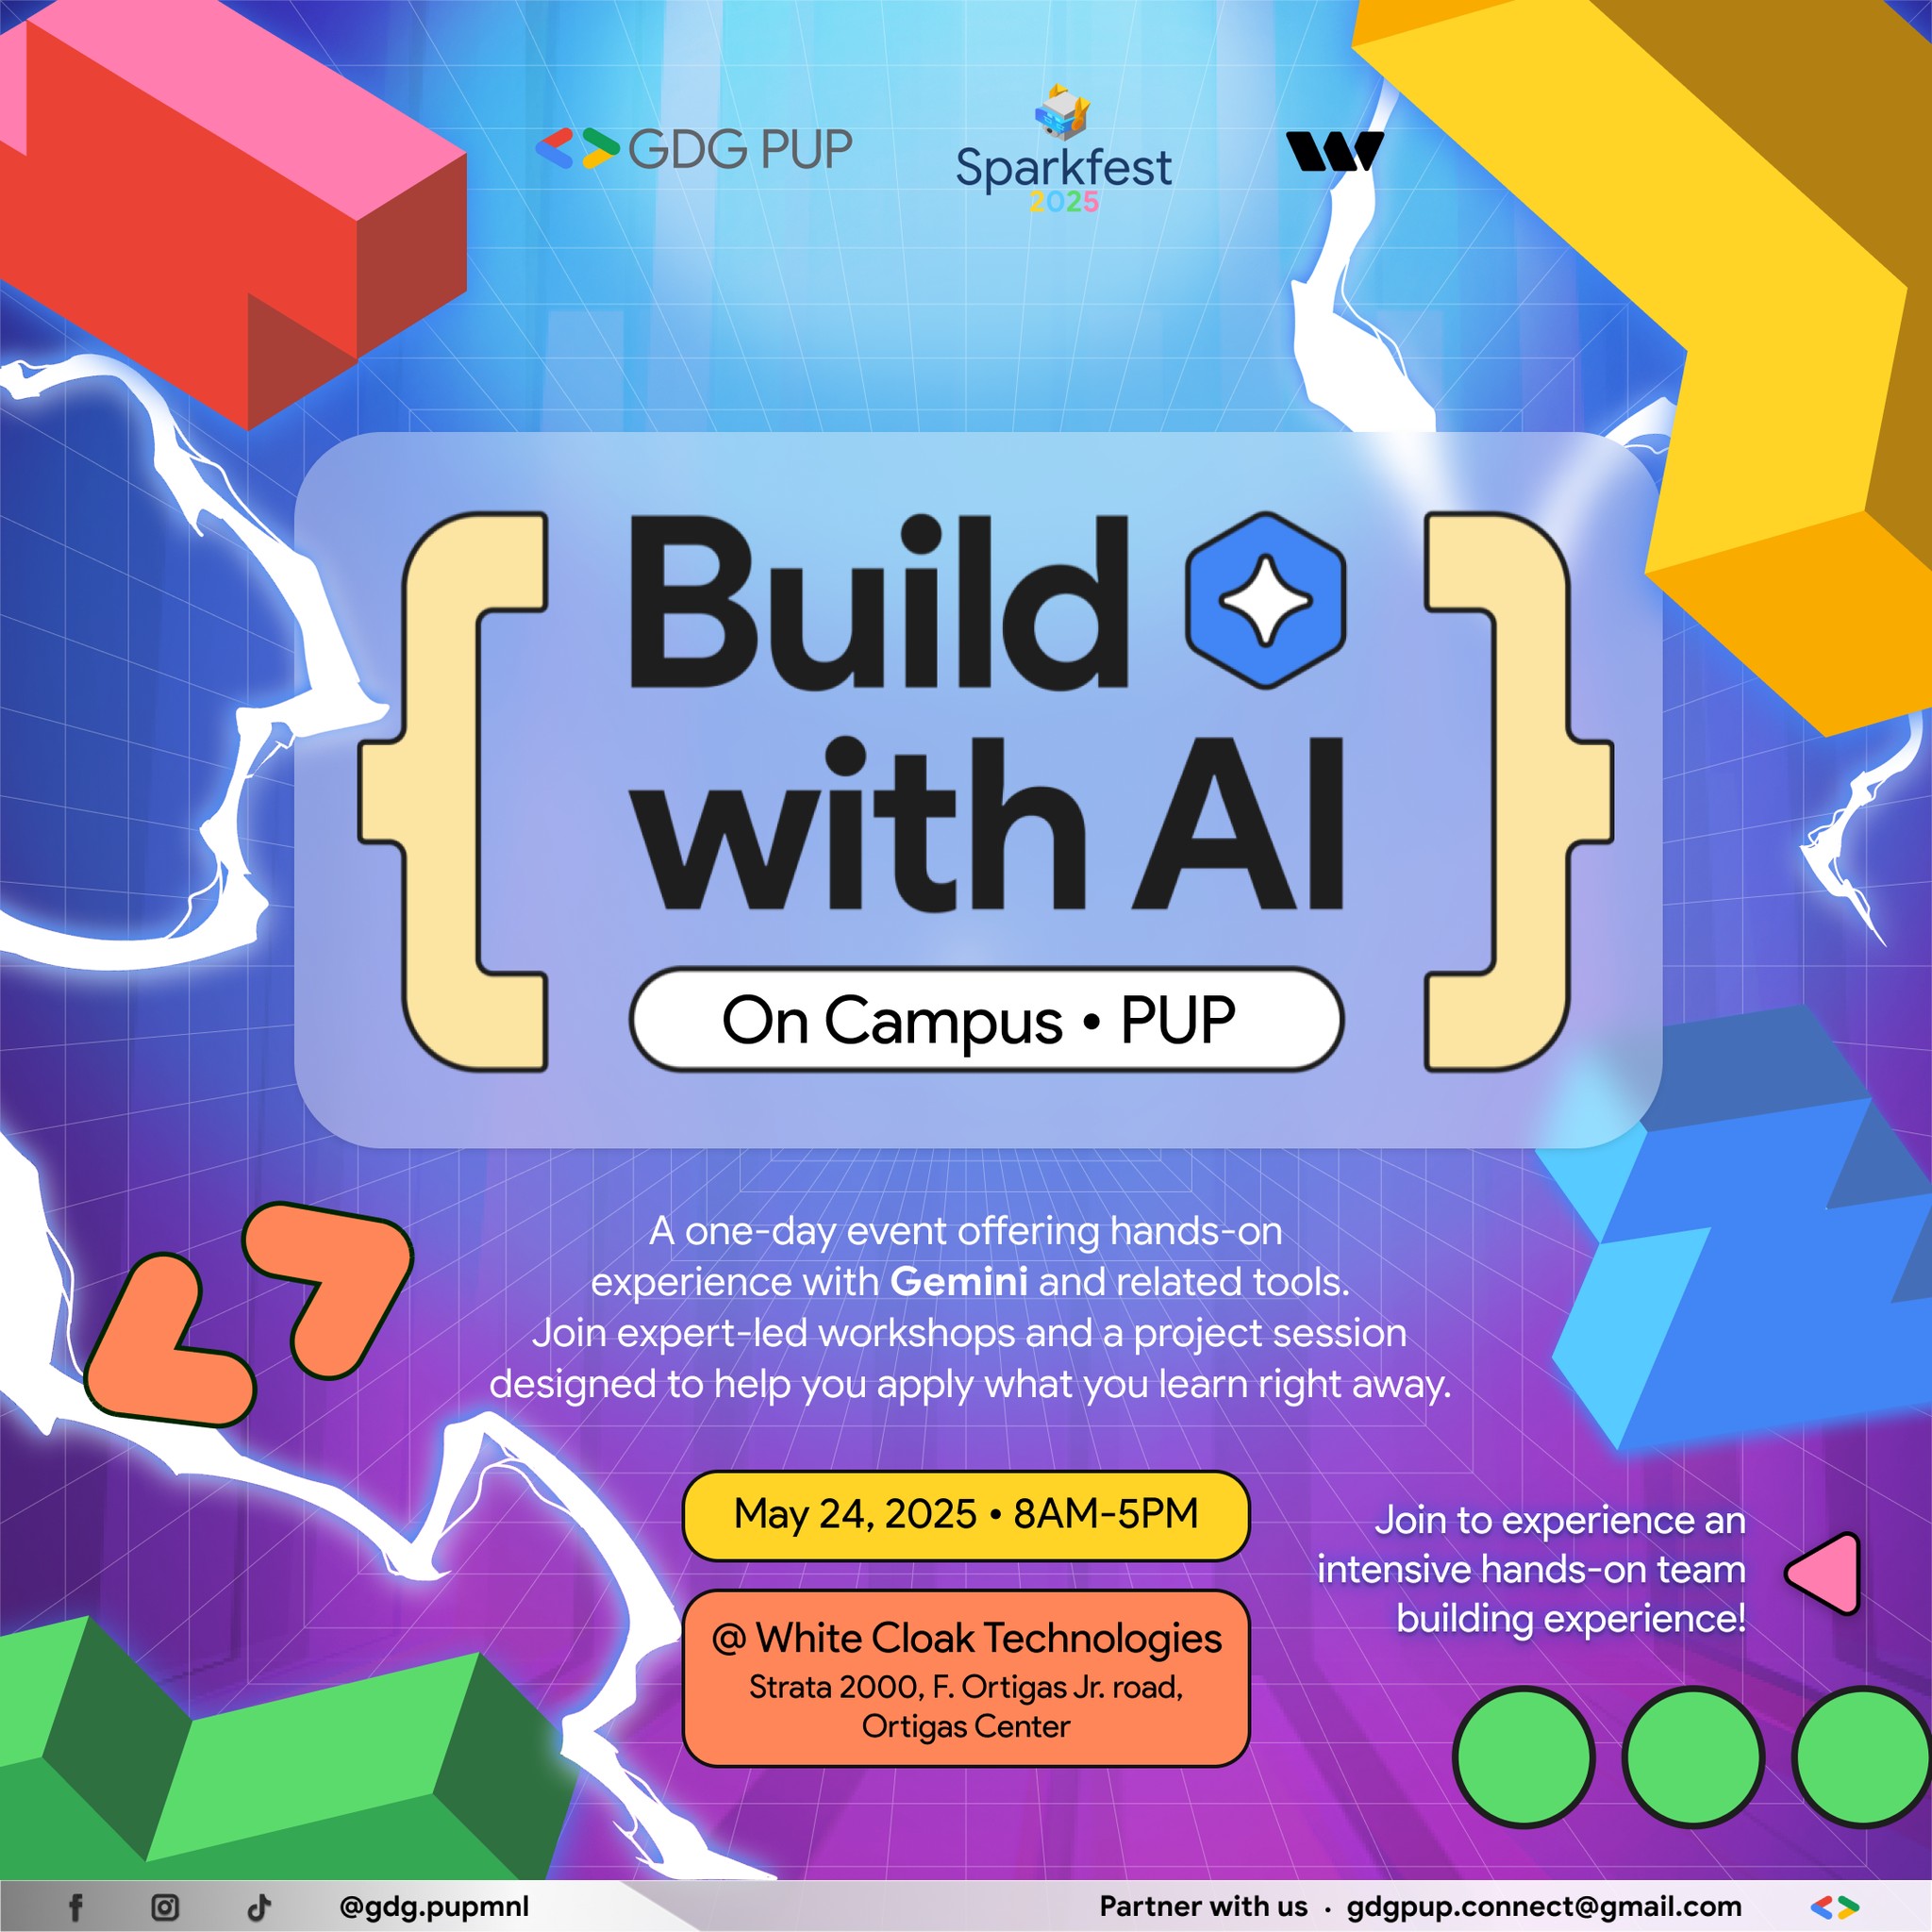 GDG PUP
Sparkfest
2025
Build
with AI
On Campus • PUP
A one-day event offering hands-on
experience with Gemini and related tools.
Join expert-led workshops and a project session
designed to help you apply what you learn right away.
May 24, 2025 • 8AM-5PM
@ White Cloak Technologies
Strata 2000, F. Ortigas Jr. road,
Ortigas Center
Join to experience an
intensive hands-on team
building experience!
@gdg.pupmnl
Partner with us · gdgpup.connect@gmail.com